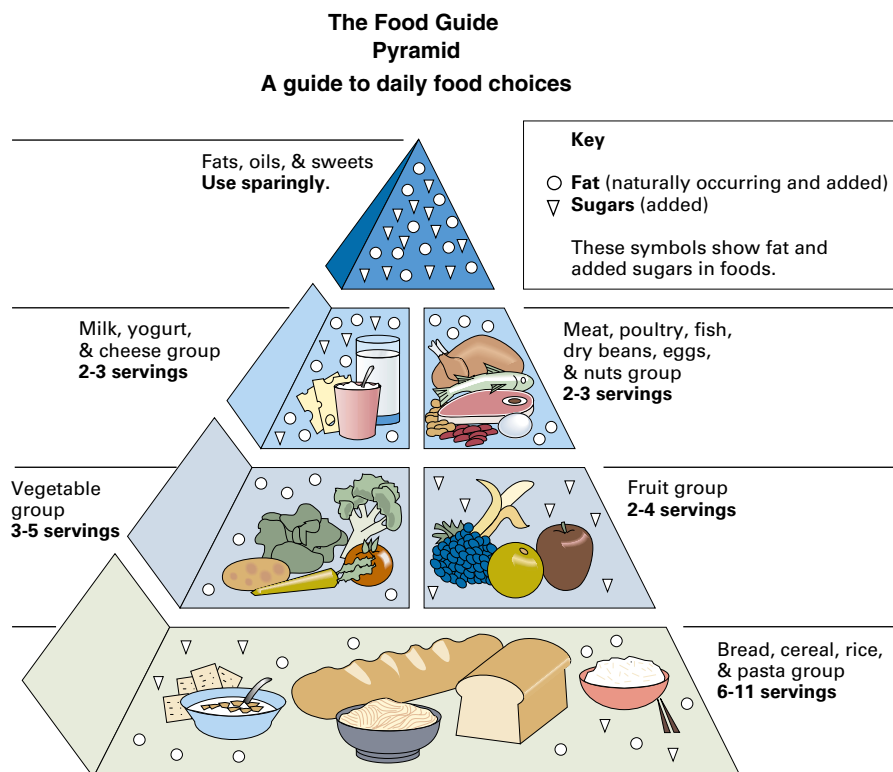 The Food Guide
Pyramid
A guide to daily food choices
Fats, oils, & sweets
Use sparingly.
Key
Fat (naturally occurring and added)
Sugars (added)
These symbols show fat and
added sugars in foods.
Milk, yogurt,
& cheese group
2-3 servings
Meat, poultry, fish,
dry beans, eggs,
& nuts group
2-3 servings
Vegetable
group
3-5 servings
Fruit group
2-4 servings
Bread, cereal, rice,
& pasta group
6-11 servings